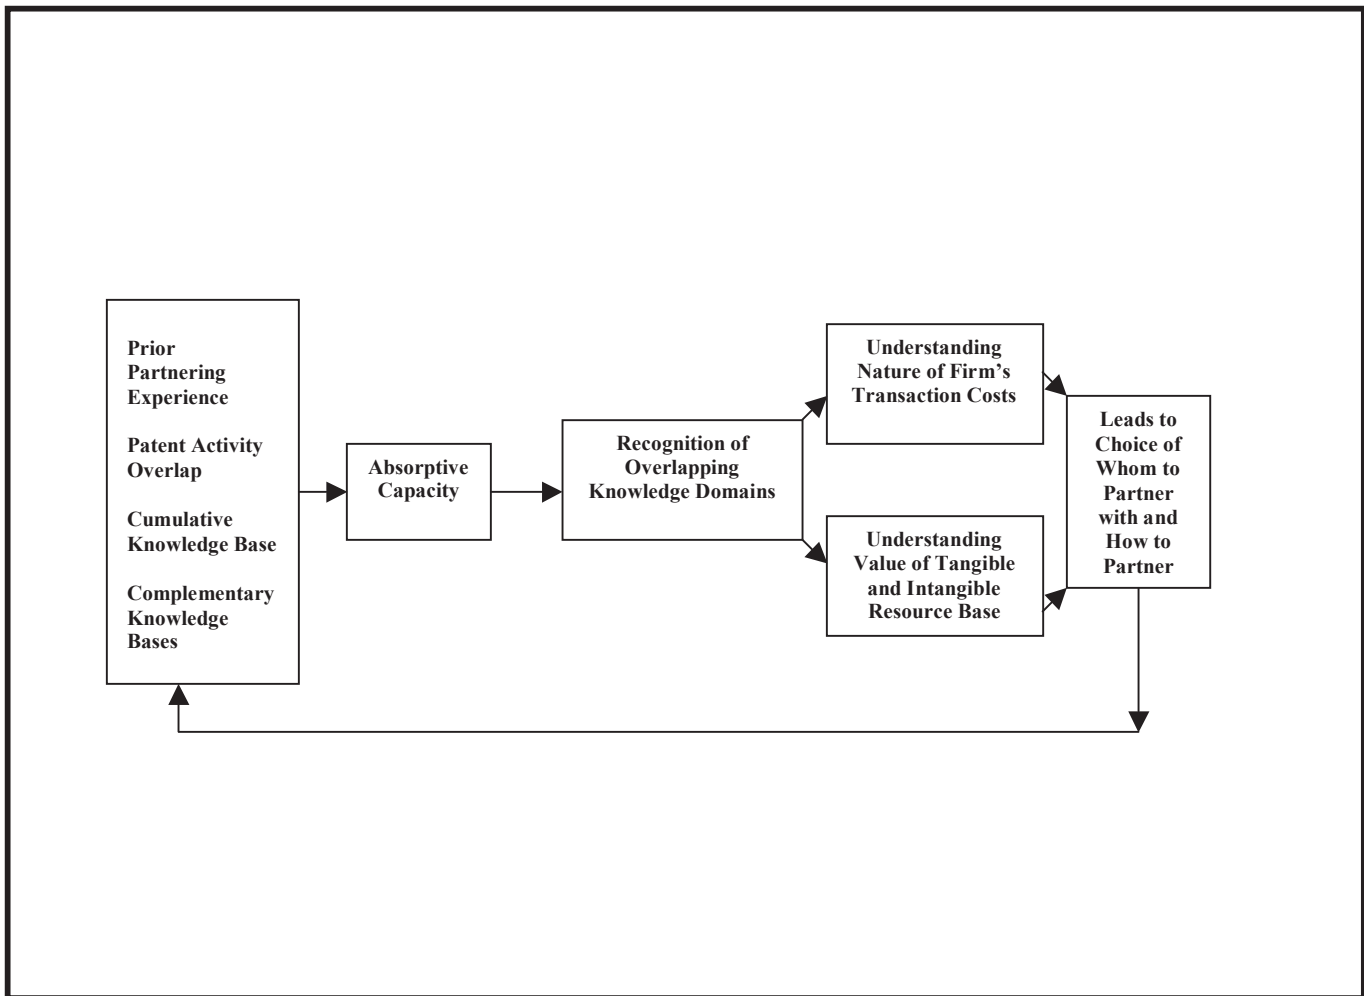 Prior
Partnering
Experience
Patent Activity
Overlap
Cumulative
Knowledge Base
Complementary
Knowledge
Bases
Absorptive
Capacity
Recognition of
Overlapping
Knowledge Domains
Understanding
Nature of Firm’s
Transaction Costs
Understanding
Value of Tangible
and Intangible
Resource Base
Leads to
Choice of
Whom to
Partner
with and
How to
Partner